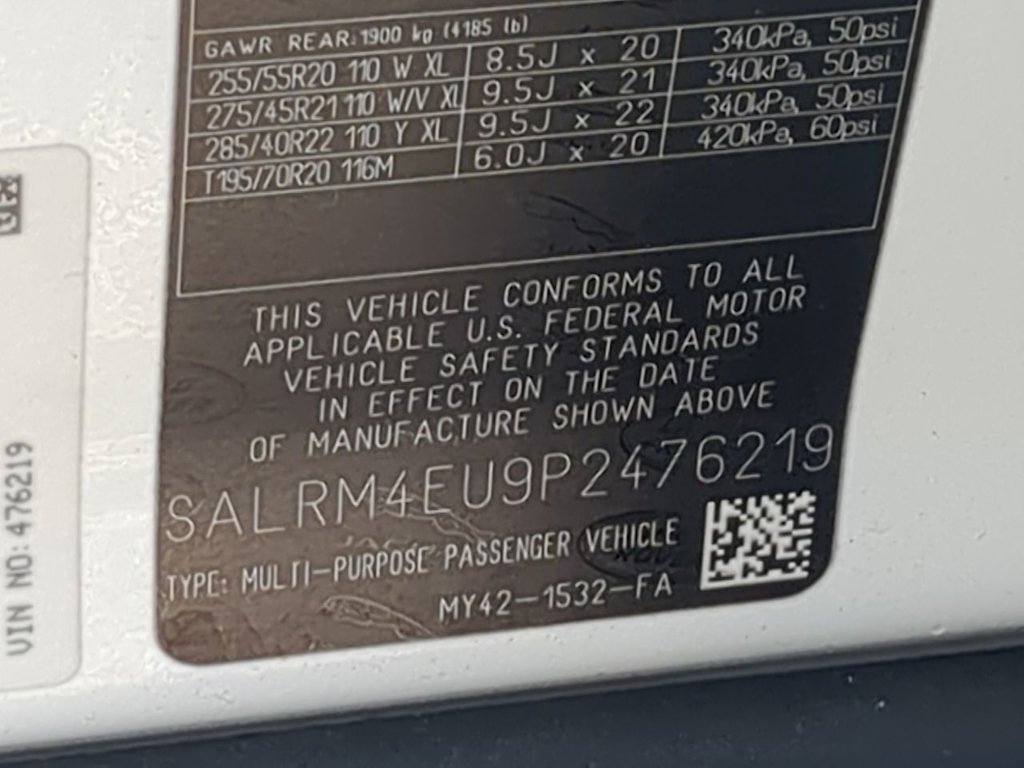 GAWR REAR: 1900 kg (4185 lb)
255/55R20 110 W XL 8.5J x 20 340kPa, 50psi
275/45R21 110 W/V XL 9.5J x 21 340kPa, 50psi
285/40R22 110 Y XL 9.5J x 22 340kPa, 50psi
T195/70R20 116M 6.0J x 20 420kPa, 60psi
THIS VEHICLE CONFORMS TO ALL
APPLICABLE U.S. FEDERAL MOTOR
VEHICLE SAFETY STANDARDS
IN EFFECT ON THE DATE
OF MANUFACTURE SHOWN ABOVE
SALRM4EU9P2476219
TYPE: MULTI-PURPOSE PASSENGER VEHICLE
MY42-1532-FA
VIN NO: 476219